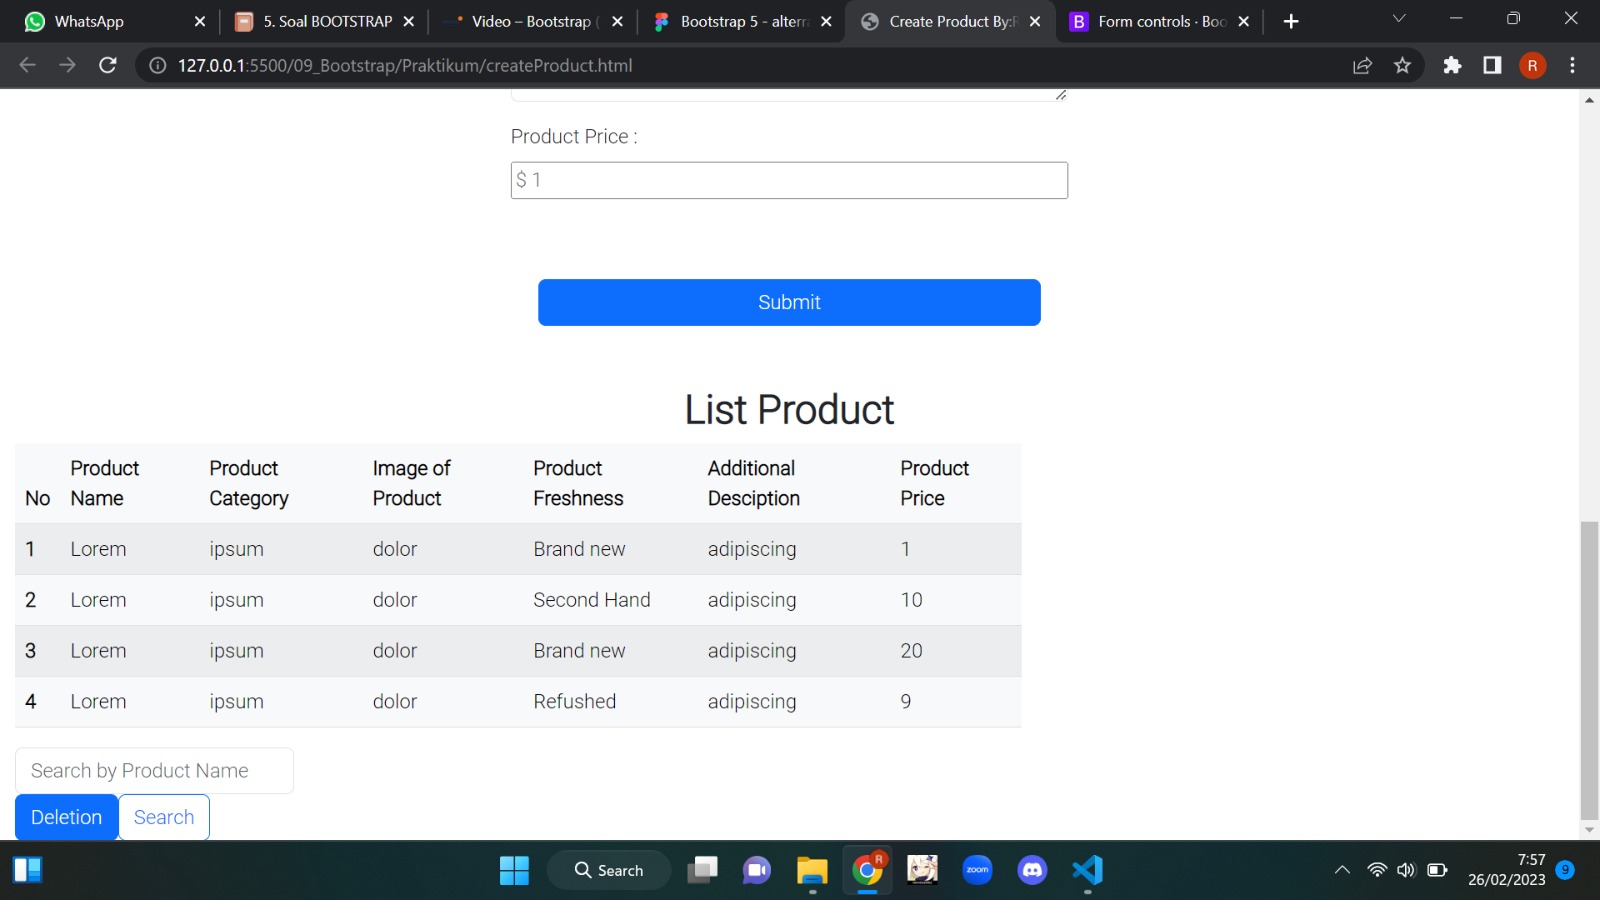 WhatsApp
5. Soal BOOTSTRAP
Video – Bootstrap (
Bootstrap 5 - alterra
Create Product By:R
B Form controls · Boo
127.0.0.1:5500/09_Bootstrap/Praktikum/createProduct.html
R
Product Price :
$ 1
Submit
List Product
No Product Name Product Category Image of Product Product Freshness Additional Desciption Product Price
1 Lorem ipsum dolor Brand new adipiscing 1
2 Lorem ipsum dolor Second Hand adipiscing 10
3 Lorem ipsum dolor Brand new adipiscing 20
4 Lorem ipsum dolor Refushed adipiscing 9
Search by Product Name
Deletion Search
Search
R
zoom
7:57
26/02/2023
9